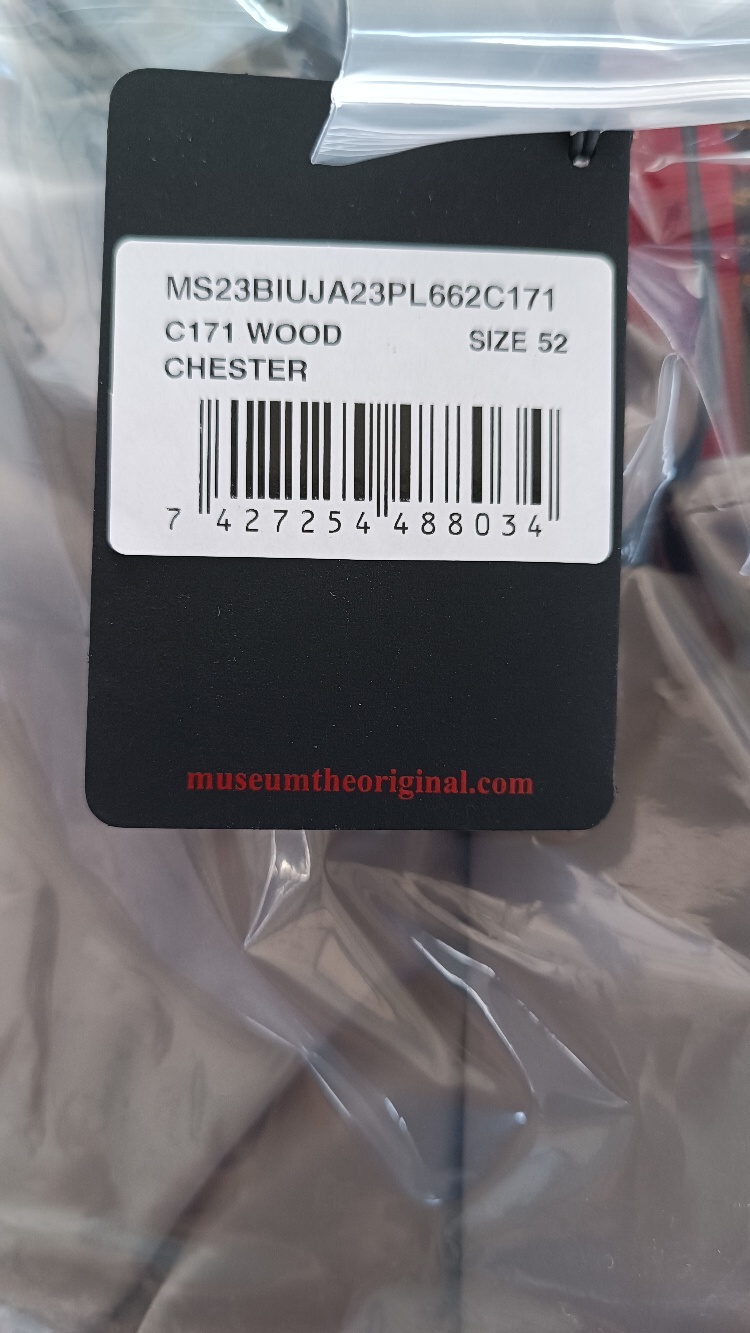 MS23BIUJA23PL662C171
C171 WOOD SIZE 52
CHESTER
7 427254 488034
museumtheoriginal.com